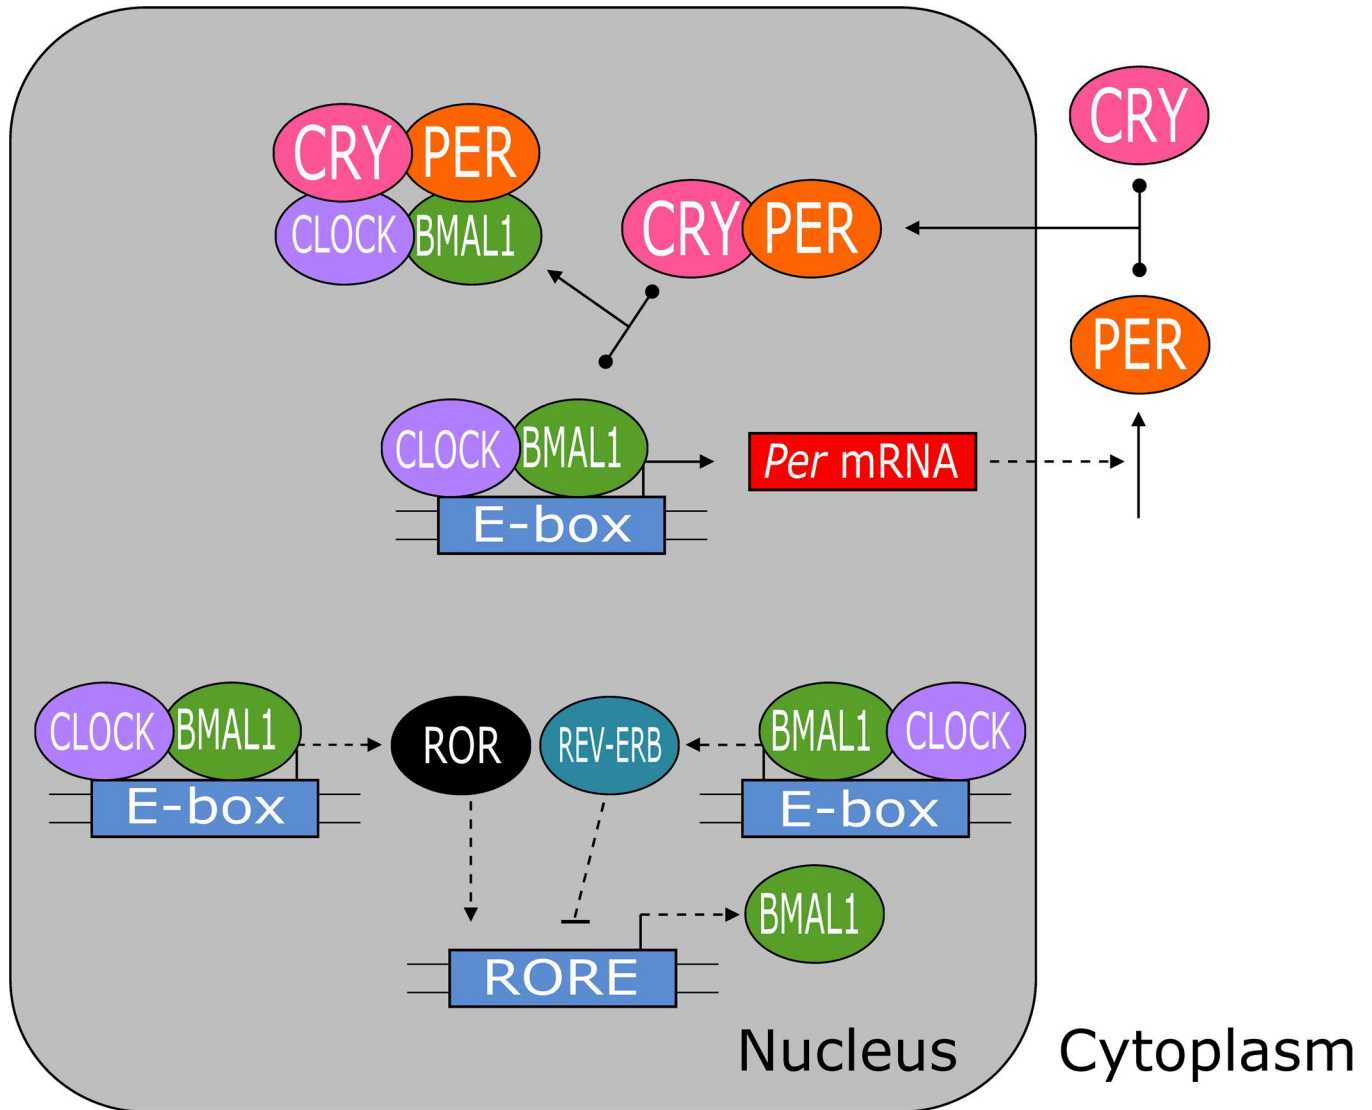 CRY
CRY PER
CLOCK BMAL1
CRY PER
PER
CLOCK BMAL1
Per mRNA
E-box
CLOCK BMAL1
ROR
REV-ERB
BMAL1 CLOCK
E-box
E-box
BMAL1
RORE
Nucleus
Cytoplasm